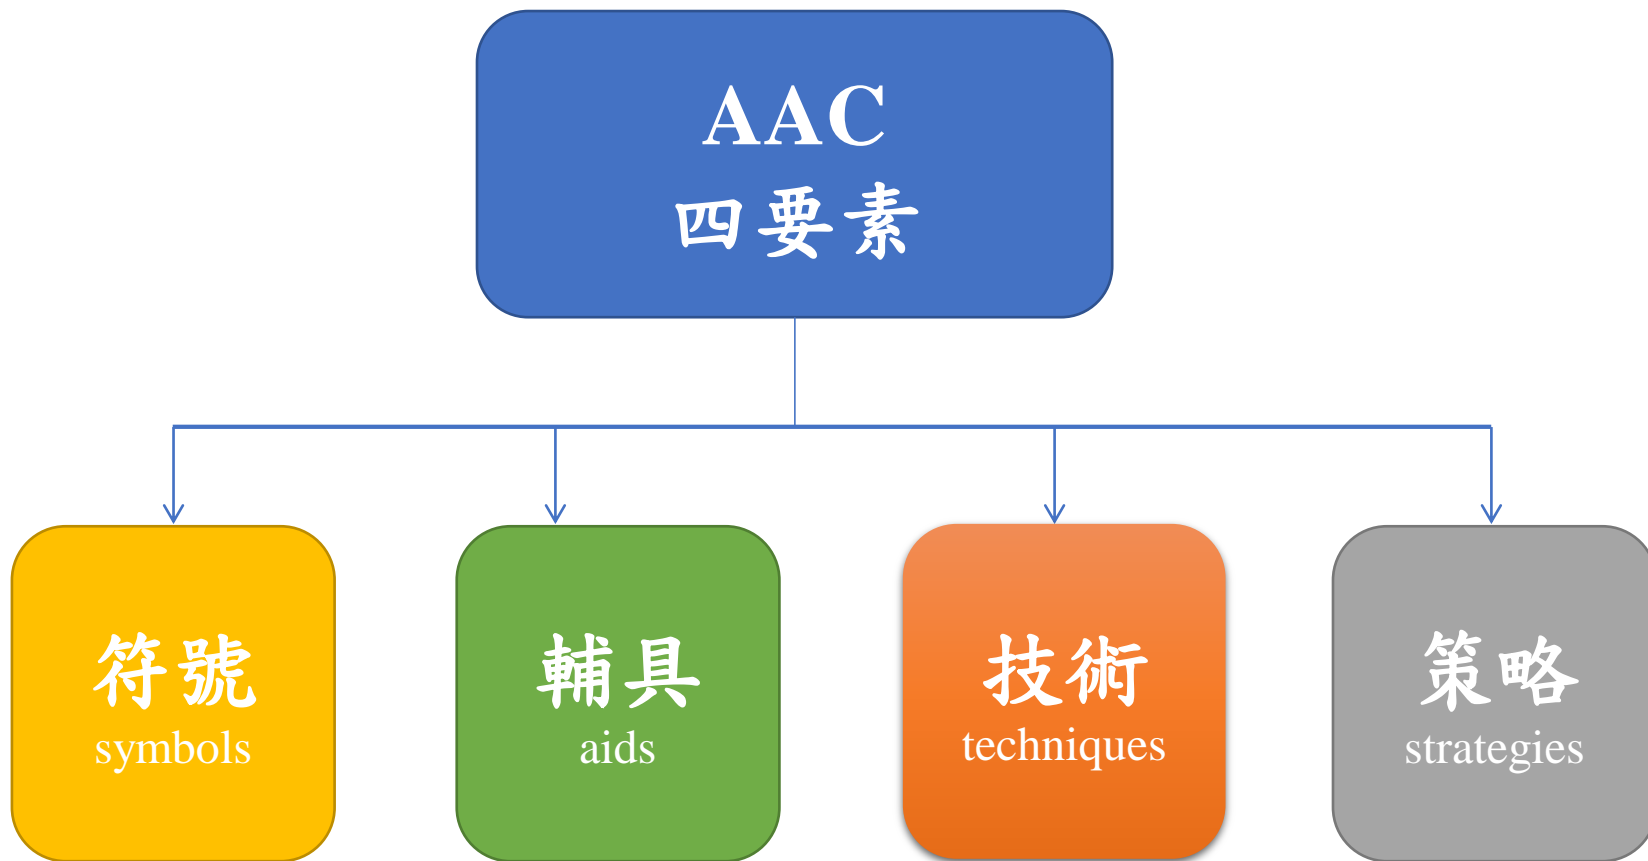 AAC
四要素
符號
symbols
輔具
aids
技術
techniques
策略
strategies